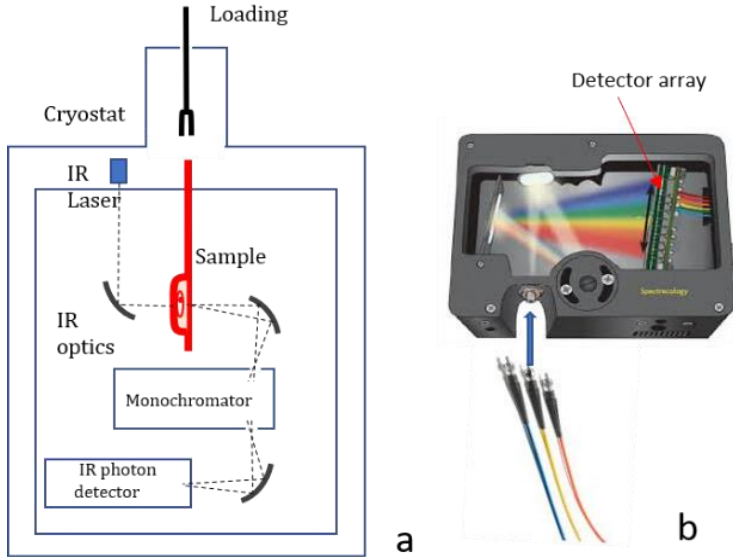 Loading
Cryostat
IR
Laser
Sample
IR
optics
Monochromator
IR photon
detector
a
Detector array
Spectrecology
b